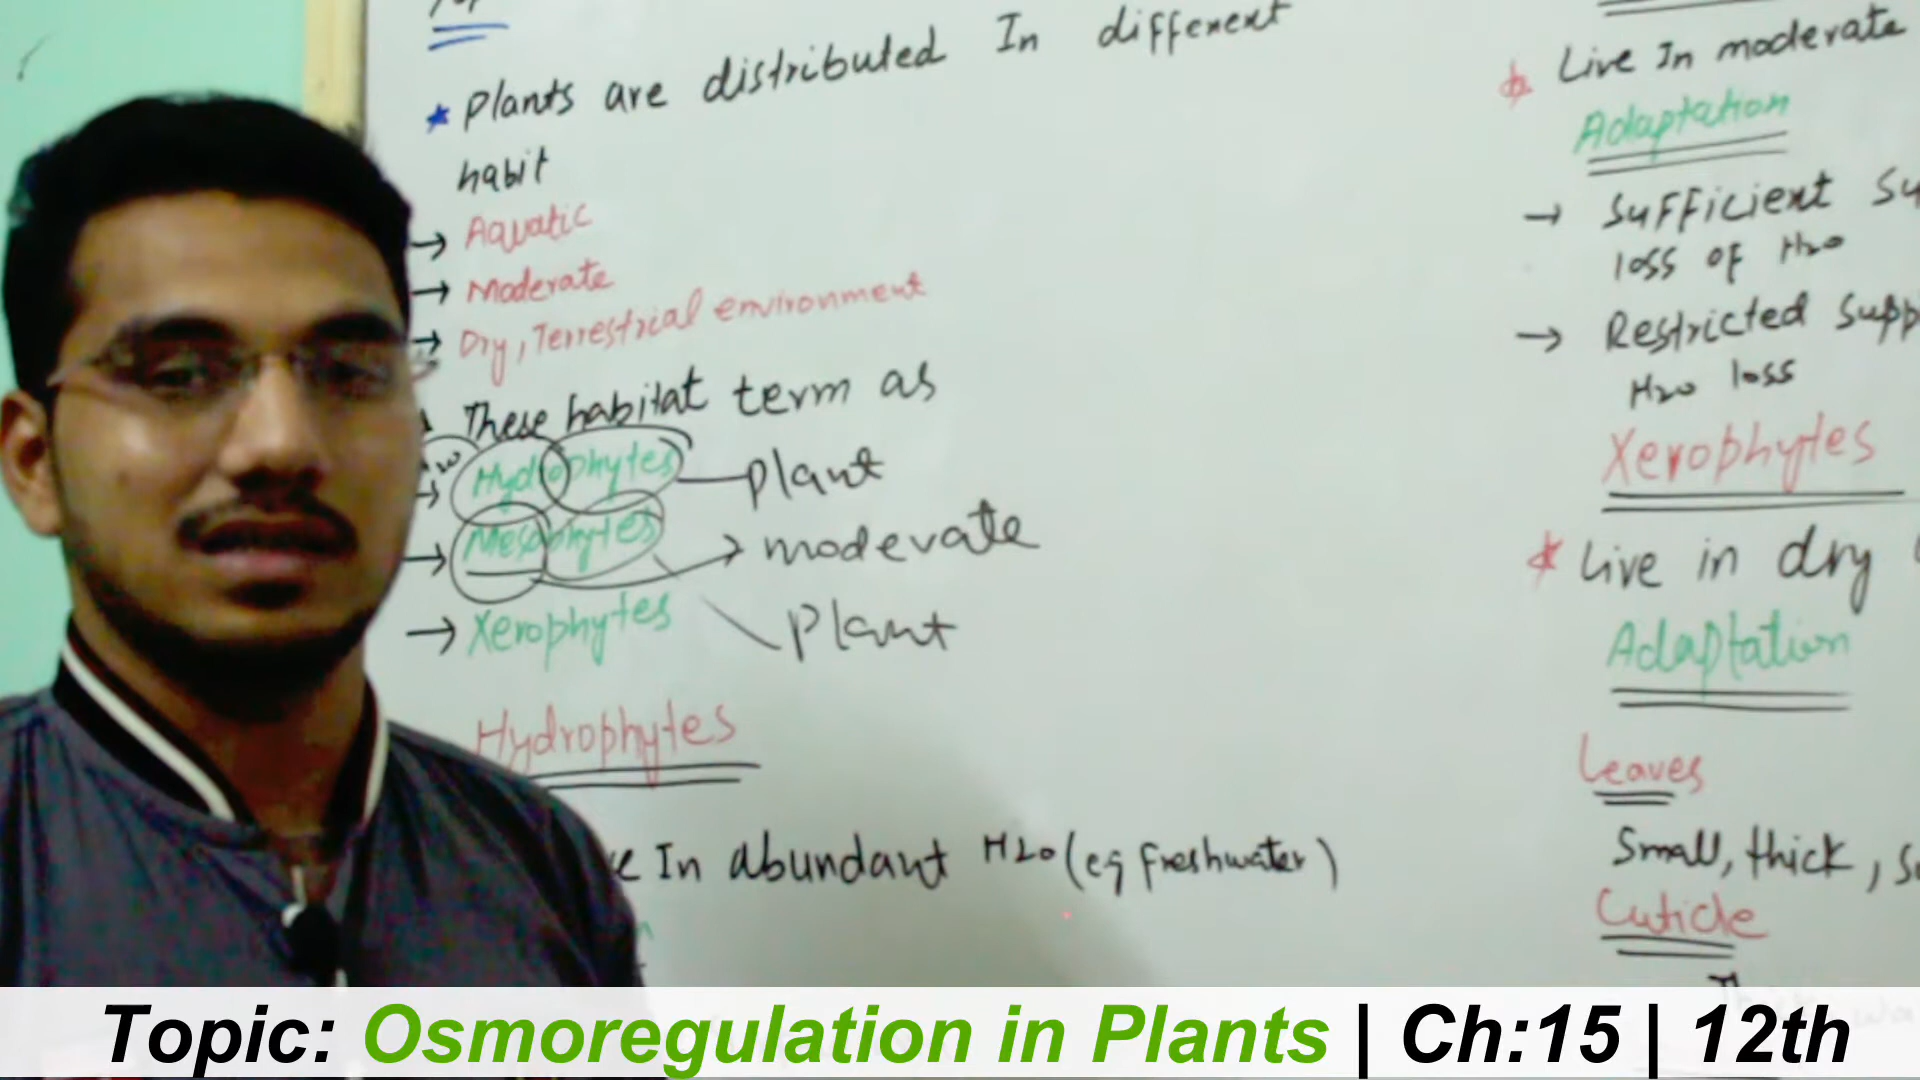 * Plants are distributed In different
habit
→ Aquatic
→ Moderate
→ Dry, Terrestrial environment
These habitat term as
→ Hydrophytes — plant
→ Mesophytes → moderate
→ Xerophytes plant
Hydrophytes
In abundant H2O (eg freshwater)
* Live In moderate
Adaptation
→ Sufficient
loss of H2O
→ Restricted
H2O loss
Xerophytes
* Live in dry
Adaptation
Leaves
Small, thick,
Cuticle
Topic: Osmoregulation in Plants | Ch:15 | 12th